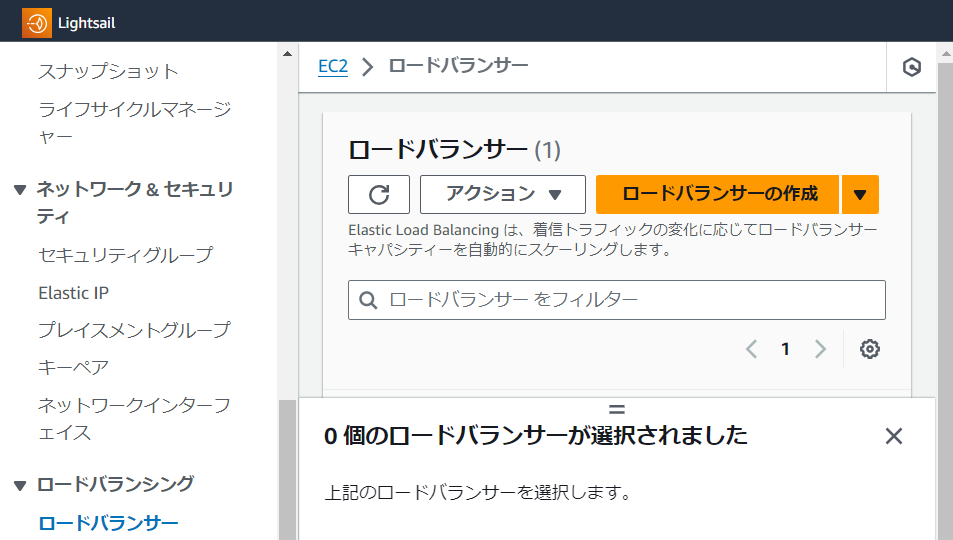 Lightsail
スナップショット
ライフサイクルマネージ
ャー
ネットワーク & セキュリ
ティ
セキュリティグループ
Elastic IP
プレイスメントグループ
キーペア
ネットワークインターフ
ェイス
ロードバランシング
ロードバランサー
EC2 ロードバランサー
ロードバランサー (1)
アクション ロードバランサーの作成
Elastic Load Balancing は、着信トラフィックの変化に応じてロードバランサー
キャパシティーを自動的にスケーリングします。
ロードバランサー をフィルター
1
0 個のロードバランサーが選択されました
上記のロードバランサーを選択します。